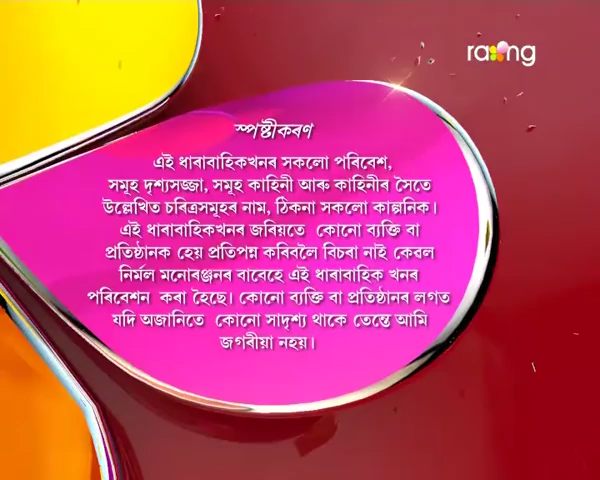 raong
স্পষ্টীকৰণ
এই ধাৰাবাহিকখনৰ সকলো পৰিবেশ,
সমূহ দৃশ্যসজ্জা, সমূহ কাহিনী আৰু কাহিনীৰ সৈতে
উল্লেখিত চৰিত্ৰসমূহৰ নাম, ঠিকনা সকলো কাল্পনিক।
এই ধাৰাবাহিকখনৰ জৰিয়তে কোনো ব্যক্তি বা
প্ৰতিষ্ঠানক হেয় প্ৰতিপন্ন কৰিবলৈ বিচৰা নাই কেৱল
নিৰ্মল মনোৰঞ্জনৰ বাবেহে এই ধাৰাবাহিক খনৰ
পৰিবেশন কৰা হৈছে। কোনো ব্যক্তি বা প্ৰতিষ্ঠানৰ লগত
যদি অজানিতে কোনো সাদৃশ্য থাকে তেন্তে আমি
জগৰীয়া নহয়।